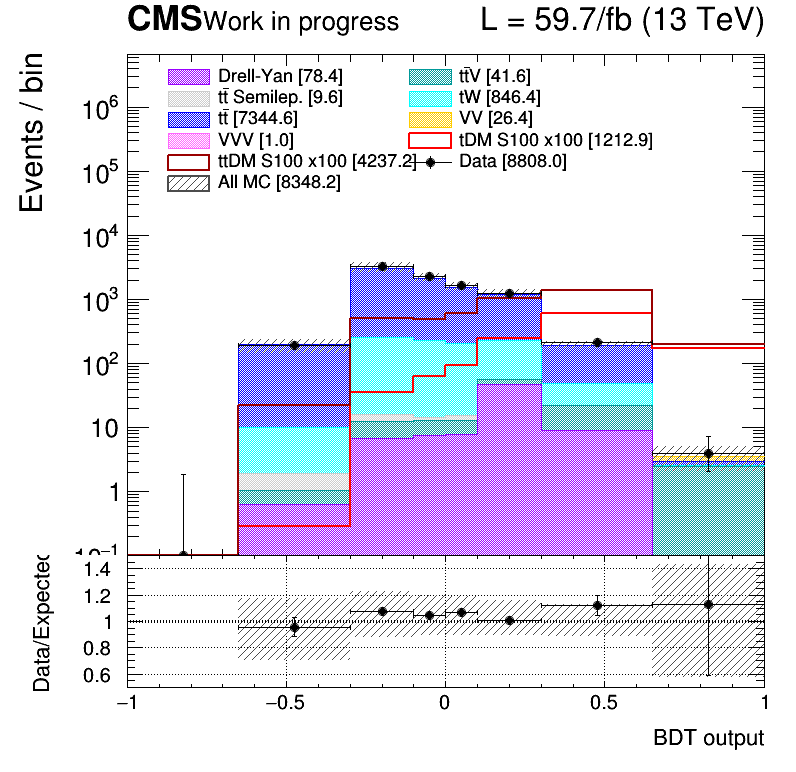 CMS Work in progress L = 59.7/fb (13 TeV)
Events / bin
Drell-Yan [78.4] tt̄V [41.6]
tt̄ Semilep. [9.6] tW [846.4]
tt̄ [7344.6] VV [26.4]
VVV [1.0] tDM S100 x100 [1212.9]
ttDM S100 x100 [4237.2] Data [8808.0]
All MC [8348.2]
10⁶
10⁵
10⁴
10³
10²
10
1
10⁻¹
Data/Expected
1.4
1.2
1
0.8
0.6
−1 −0.5 0 0.5 1
BDT output